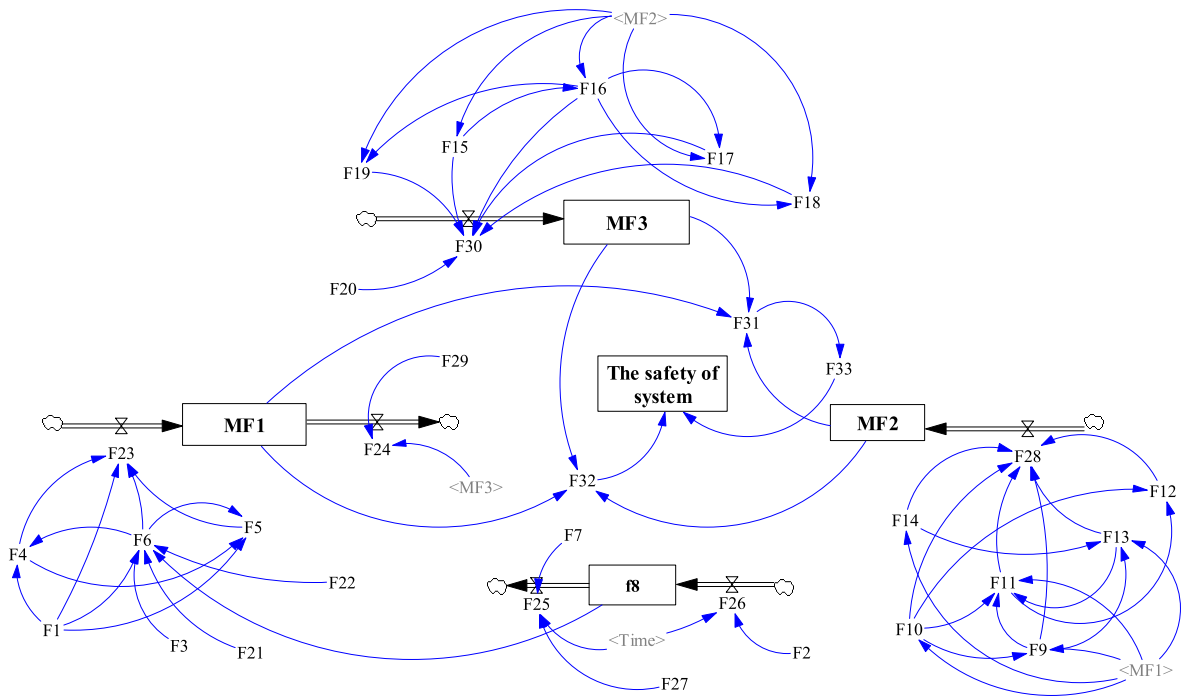 <MF2>
F16
F15
F17
F19
F18
MF3
F30
F20
F31
F29
F33
The safety of
system
MF1
MF2
F24
F23
F28
F32
<MF3>
F12
F14
F5
F7
F13
F6
F4
F22
F11
f8
F25
F26
F1
F10
<Time>
F3
F21
F2
F9
<MF1>
F27